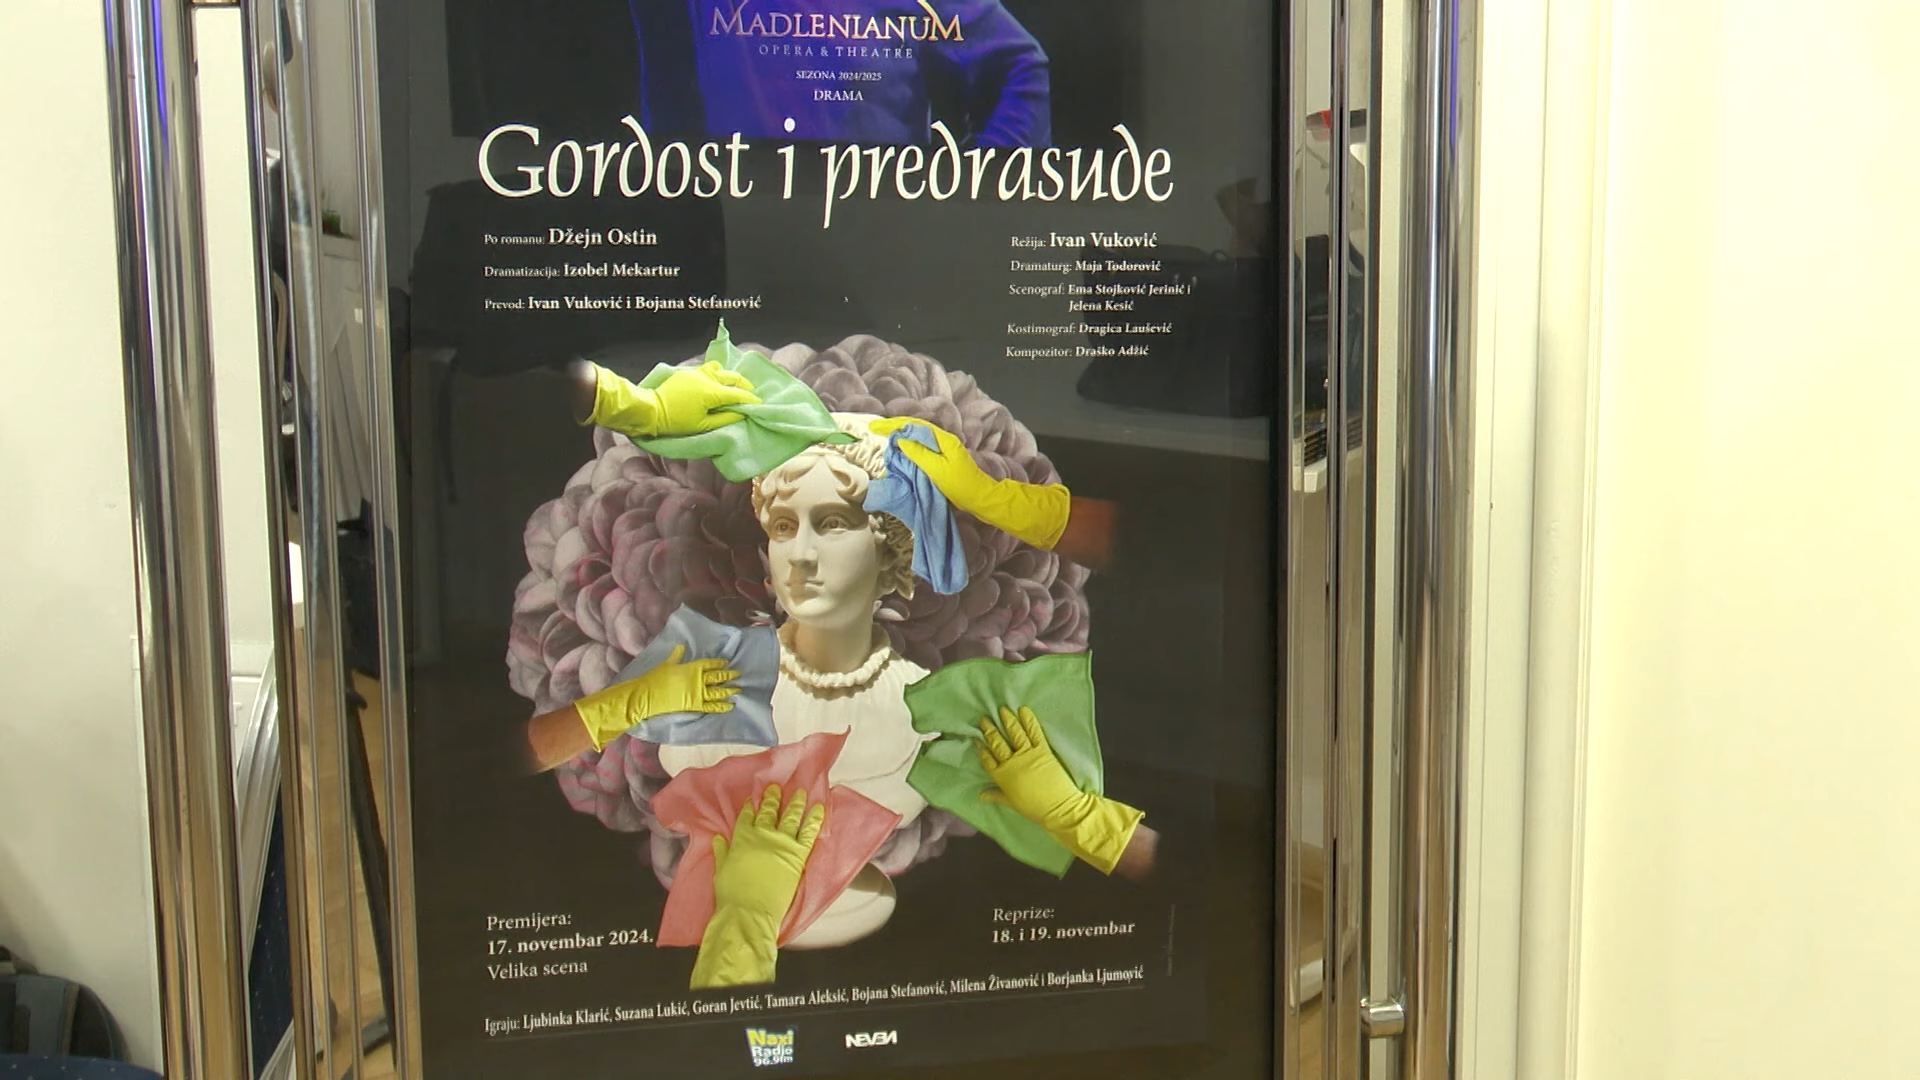 MADLENIANUM
OPERA & THEATRE
SEZONA 2024/2025
DRAMA
Gordost i predrasude
Po romanu: Džejn Ostin
Dramatizacija: Izobel Mekartur
Prevod: Ivan Vuković i Bojana Stefanović
Režija: Ivan Vuković
Dramaturg: Maja Todorović
Scenograf: Ema Stojković Jerinić i
Jelena Kesić
Kostimograf: Dragica Laušević
Kompozitor: Draško Adžić
Premijera:
17. novembar 2024.
Velika scena
Reprize:
18. i 19. novembar
Igraju: Ljubinka Klarić, Suzana Lukić, Goran Jevtić, Tamara Aleksić, Bojana Stefanović, Milena Živanović i Borjanka Ljumović
Naxi
Radio
96.9fm
NEVEN